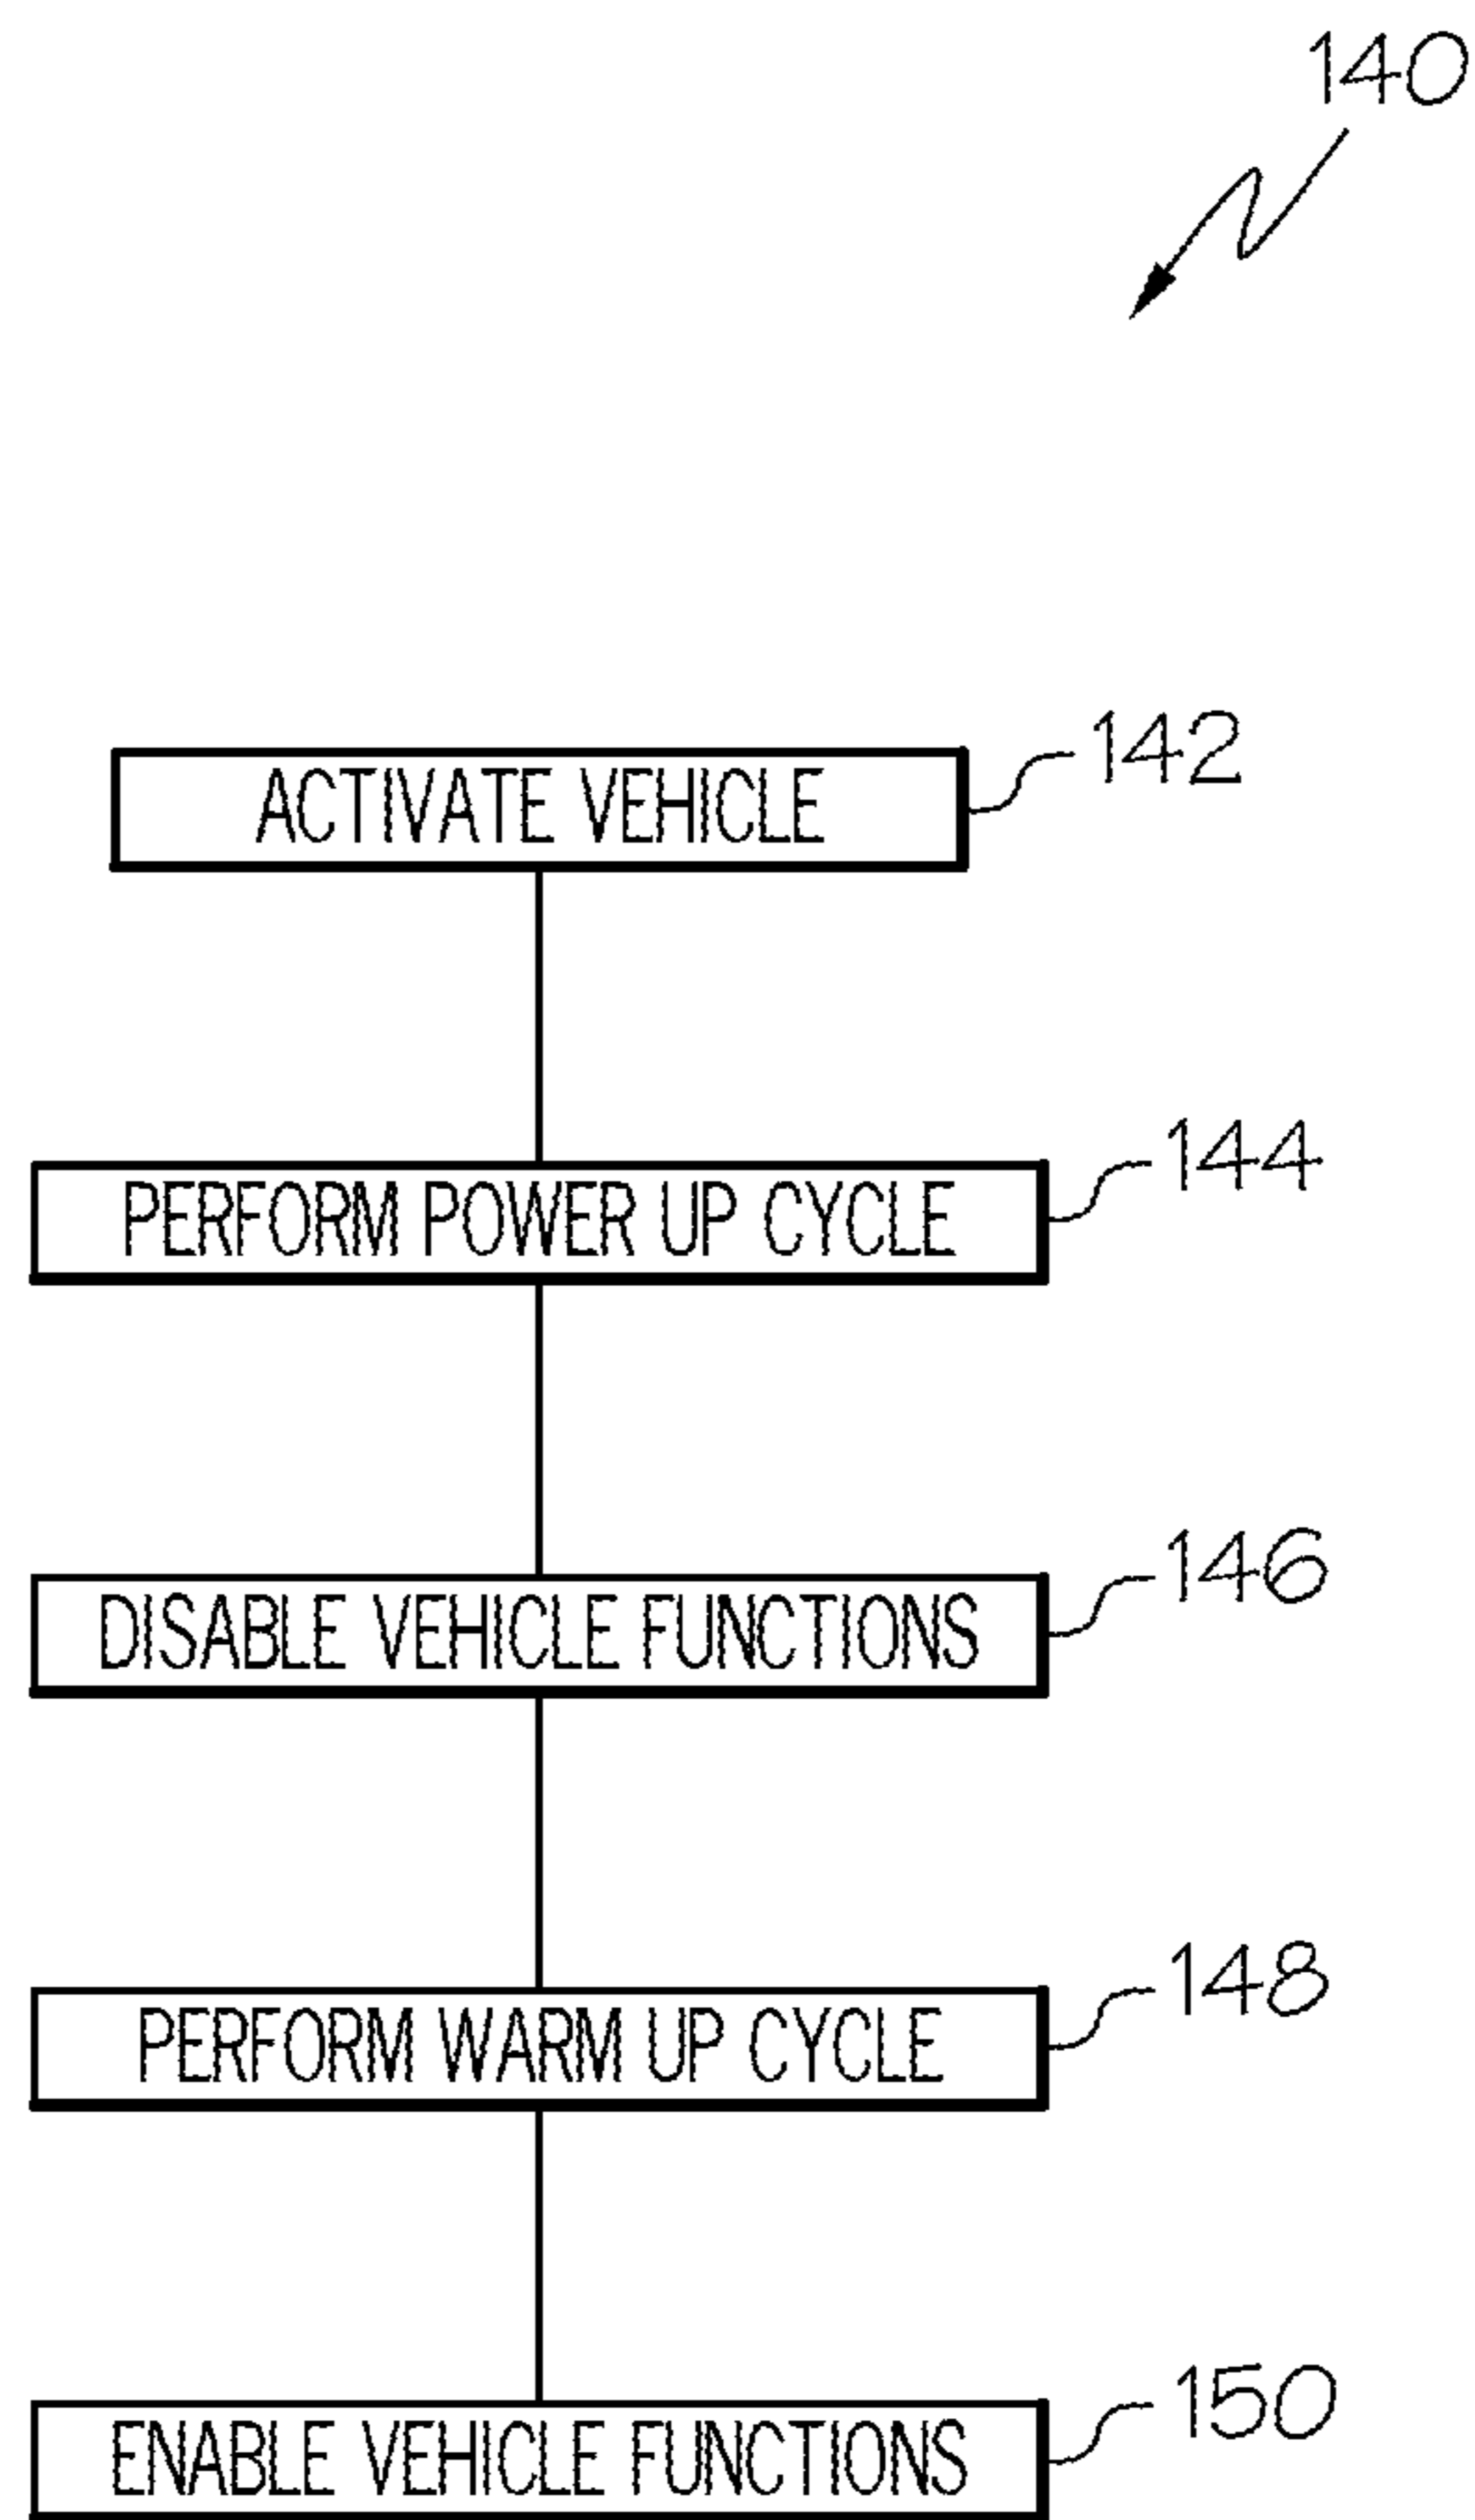 140
ACTIVATE VEHICLE
142
PERFORM POWER UP CYCLE
144
DISABLE VEHICLE FUNCTIONS
146
PERFORM WARM UP CYCLE
148
ENABLE VEHICLE FUNCTIONS
150